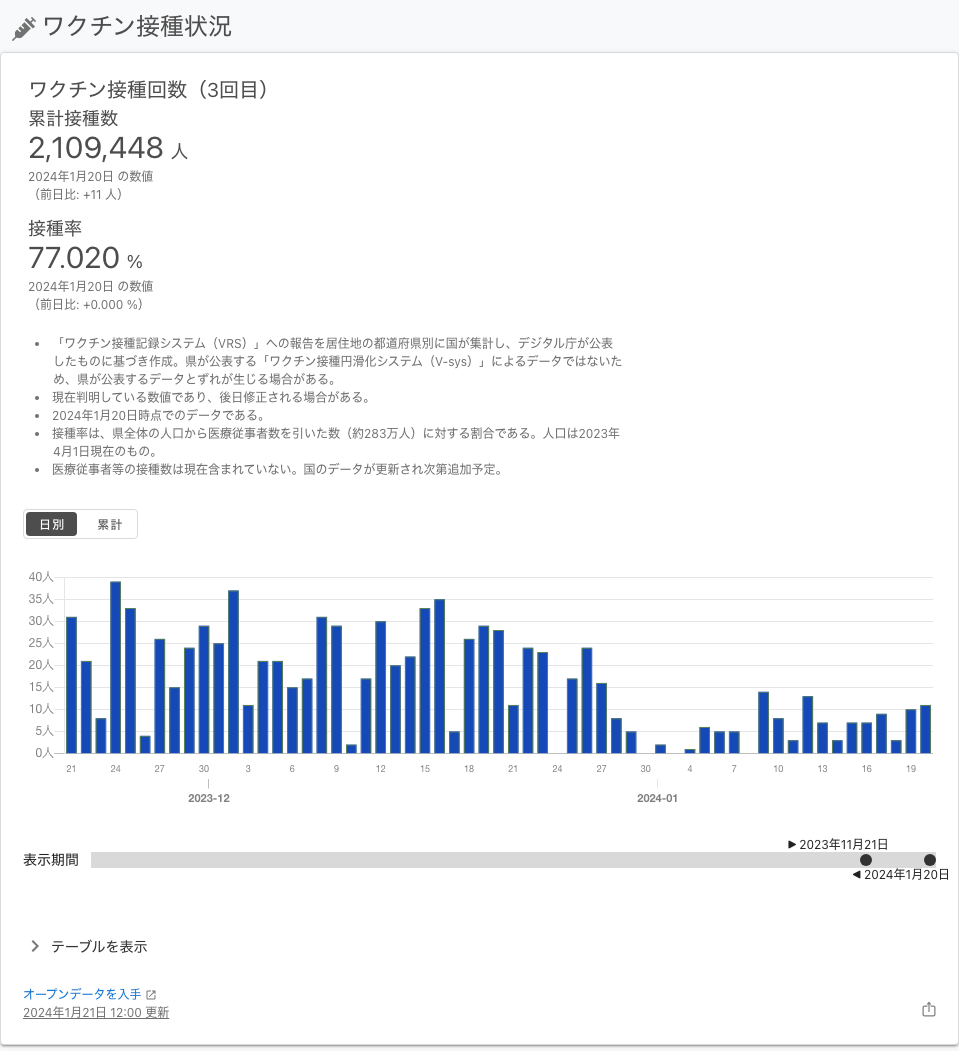 ワクチン接種状況
ワクチン接種回数（3回目）
累計接種数
2,109,448 人
2024年1月20日 の数値
（前日比: +11 人）
接種率
77.020 %
2024年1月20日 の数値
（前日比: +0.000 %）
• 「ワクチン接種記録システム（VRS）」への報告を居住地の都道府県別に国が集計し、デジタル庁が公表
したものに基づき作成。県が公表する「ワクチン接種円滑化システム（V-sys）」によるデータではないた
め、県が公表するデータとずれが生じる場合がある。
• 現在判明している数値であり、後日修正される場合がある。
• 2024年1月20日時点でのデータである。
• 接種率は、県全体の人口から医療従事者数を引いた数（約283万人）に対する割合である。人口は2023年
4月1日現在のもの。
• 医療従事者等の接種数は現在含まれていない。国のデータが更新され次第追加予定。
日別 累計
40人
35人
30人
25人
20人
15人
10人
5人
0人
21 24 27 30 3 6 9 12 15 18 21 24 27 30 4 7 10 13 16 19
2023-12 2024-01
▶ 2023年11月21日
表示期間
◀ 2024年1月20日
テーブルを表示
オープンデータを入手
2024年1月21日 12:00 更新